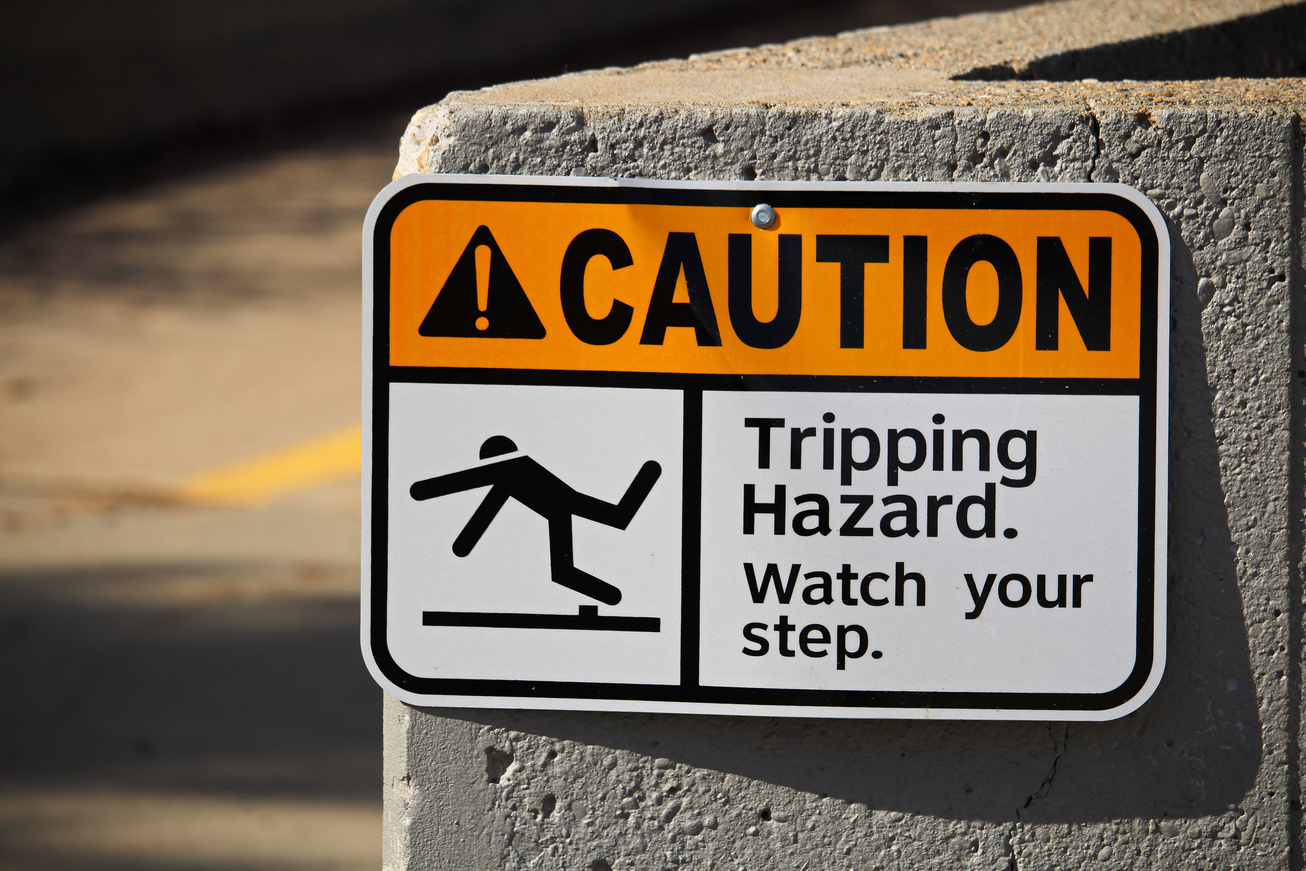 CAUTION
Tripping
Hazard.
Watch your
step.